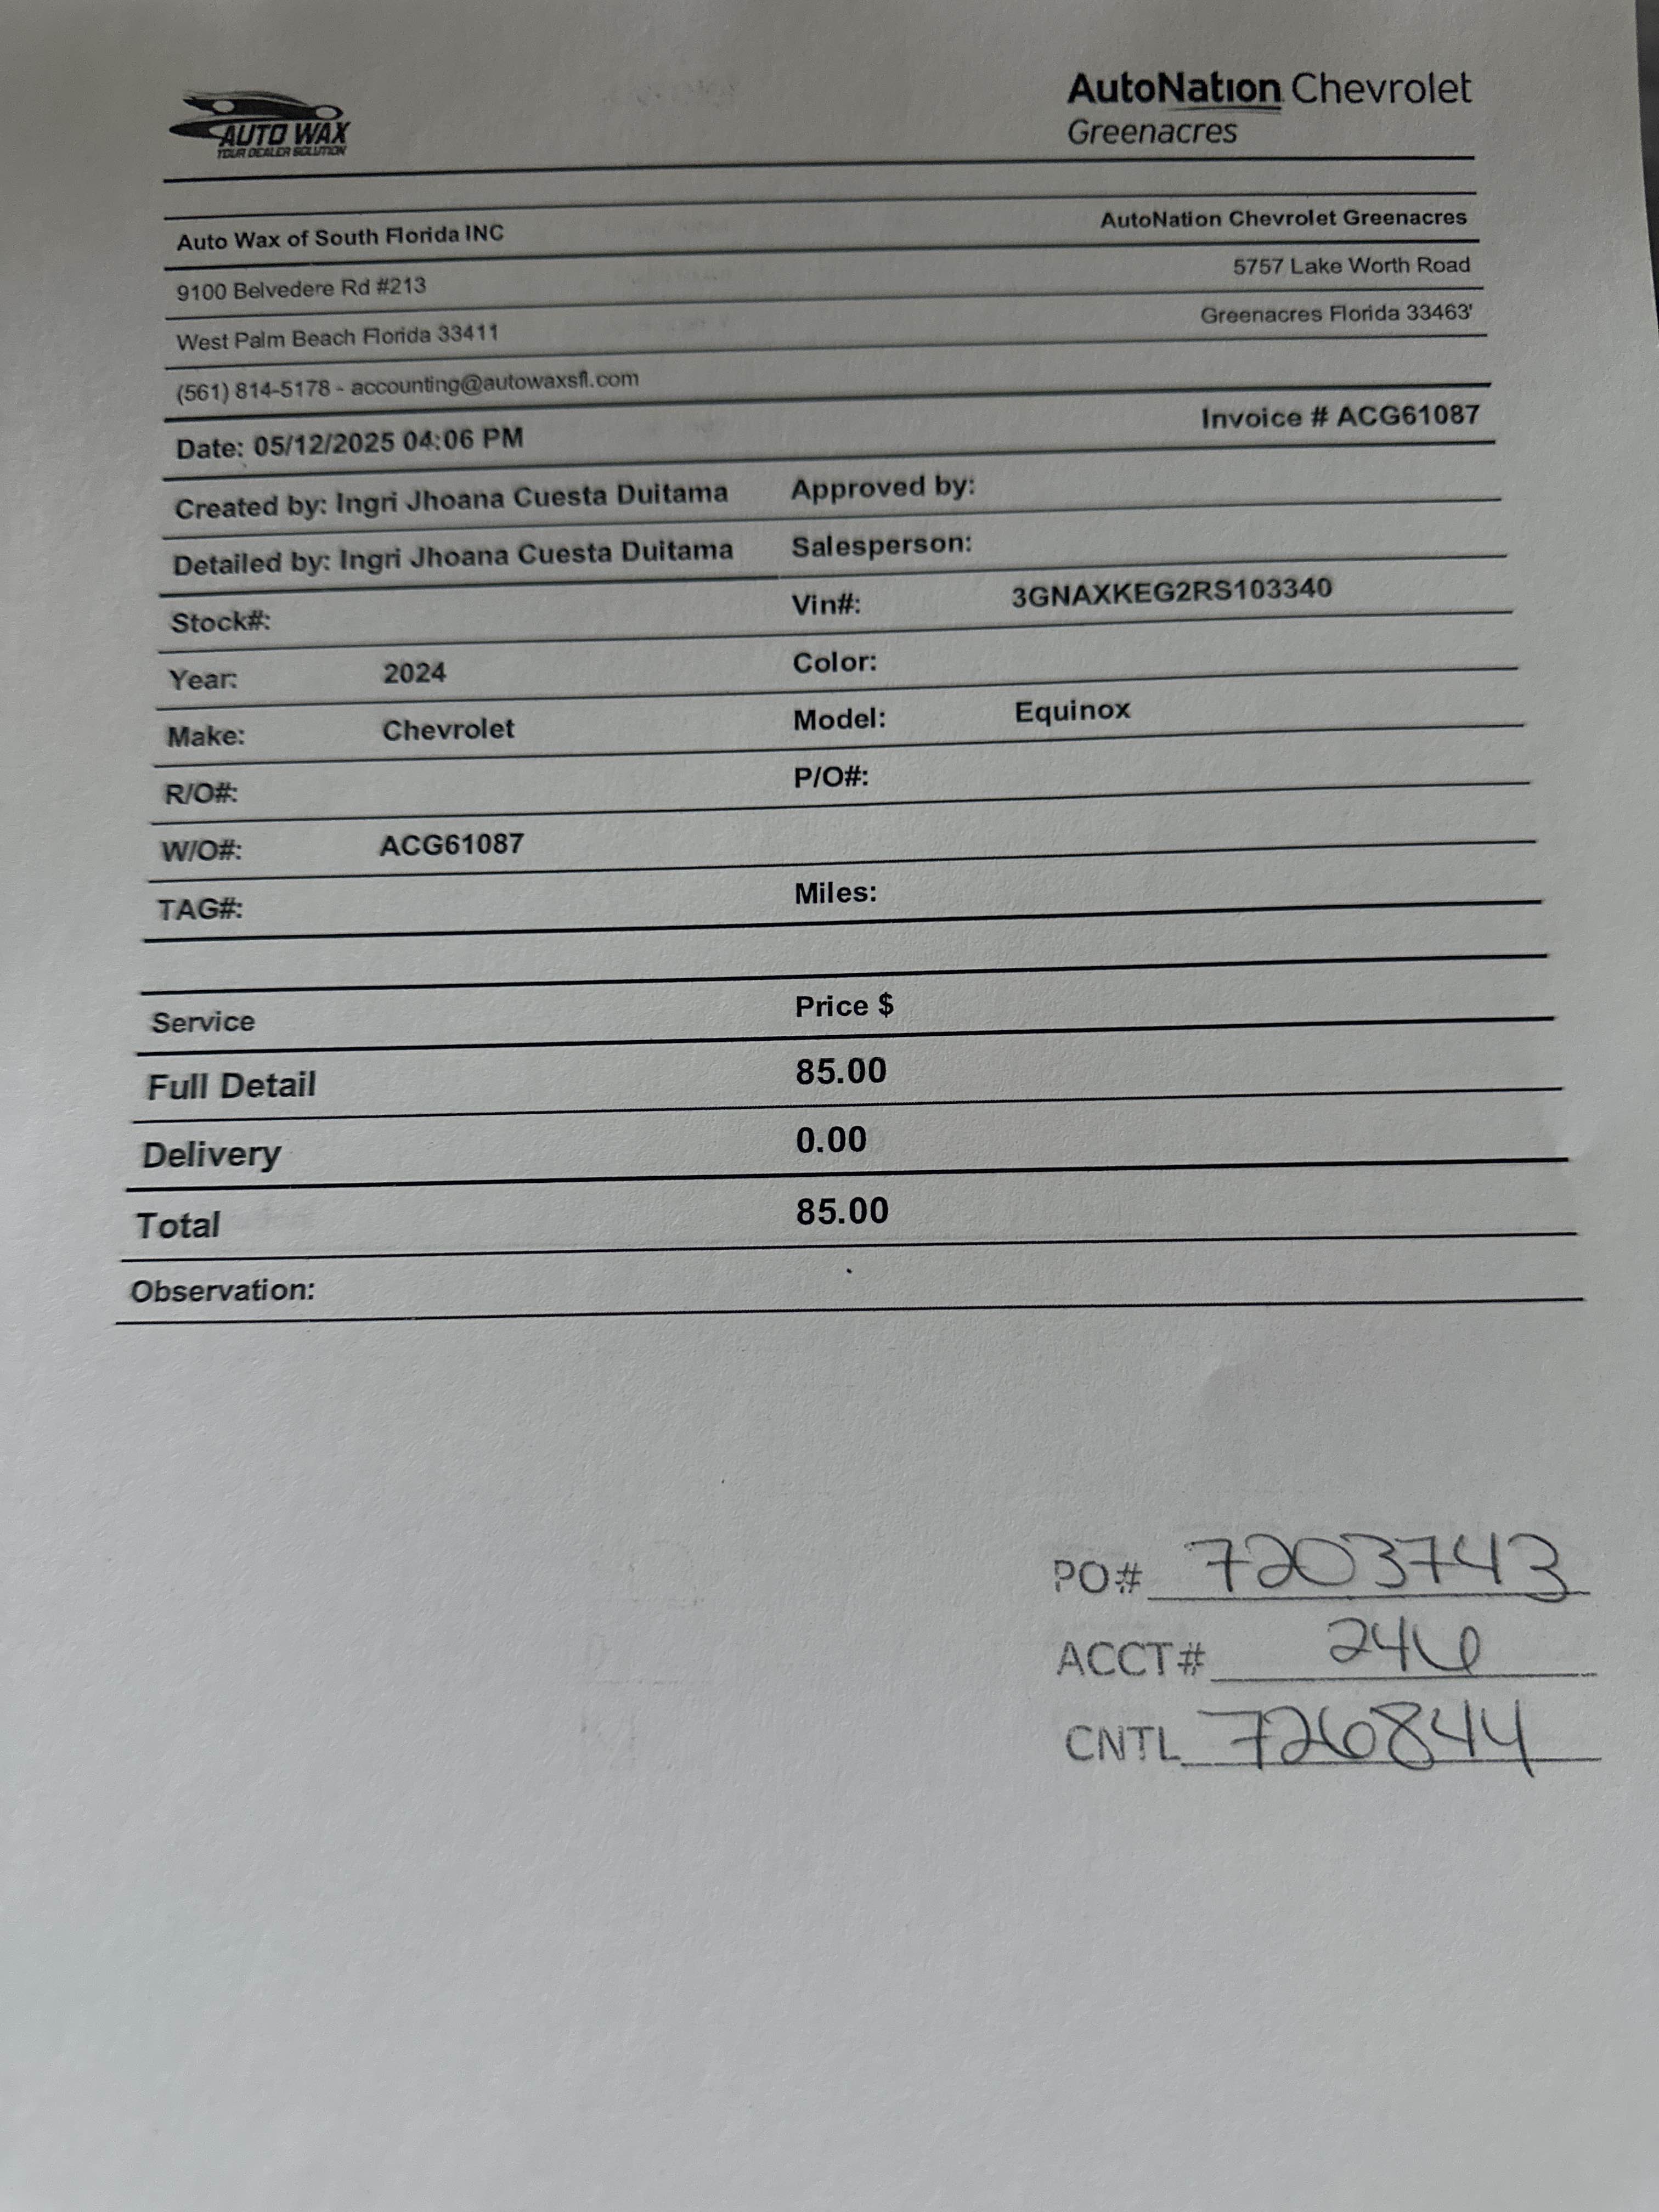 AUTO WAX
YOUR DEALER SOLUTION
AutoNation Chevrolet
Greenacres
Auto Wax of South Florida INC
AutoNation Chevrolet Greenacres
9100 Belvedere Rd #213
5757 Lake Worth Road
West Palm Beach Florida 33411
Greenacres Florida 33463'
(561) 814-5178 - accounting@autowaxsfl.com
Date: 05/12/2025 04:06 PM
Invoice # ACG61087
Created by: Ingri Jhoana Cuesta Duitama Approved by:
Detailed by: Ingri Jhoana Cuesta Duitama Salesperson:
Stock#: Vin#: 3GNAXKEG2RS103340
Year: 2024 Color:
Make: Chevrolet Model: Equinox
R/O#: P/O#:
W/O#: ACG61087
TAG#: Miles:
Service Price $
Full Detail 85.00
Delivery 0.00
Total 85.00
Observation:
PO# 7203743
ACCT# 246
CNTL 726844